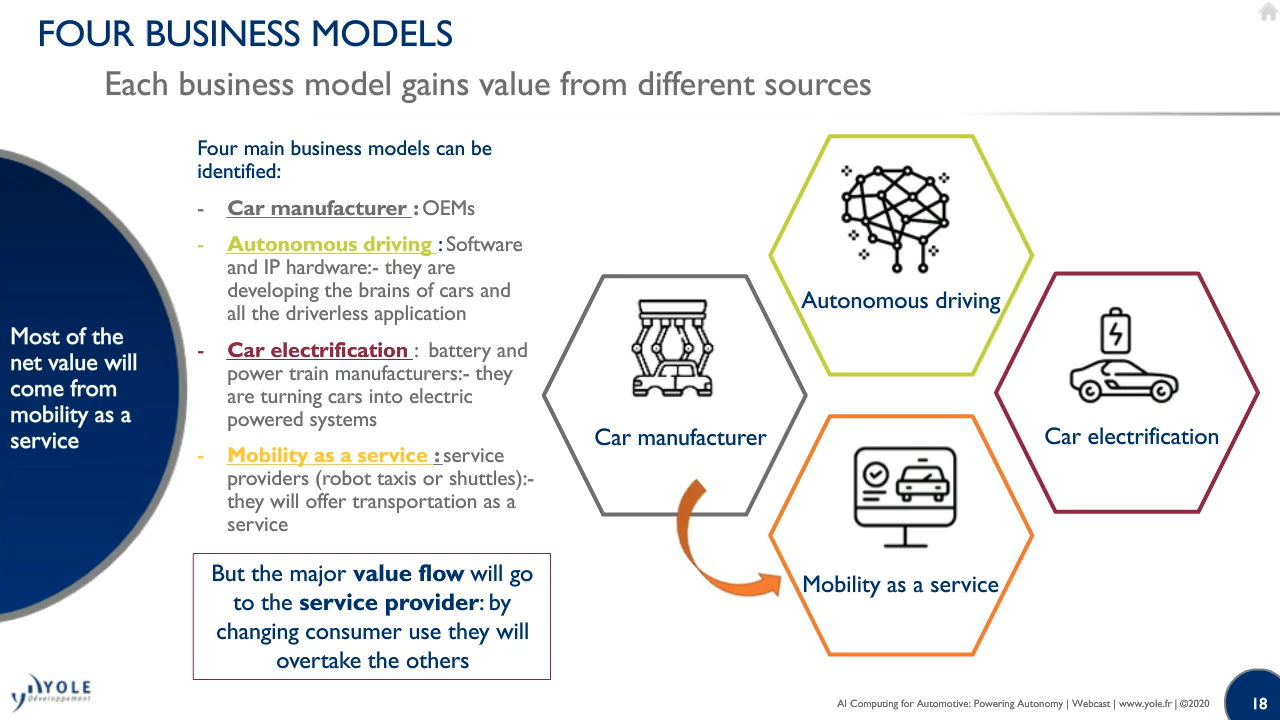 FOUR BUSINESS MODELS
Each business model gains value from different sources
Most of the
net value will
come from
mobility as a
service
Four main business models can be
identified:
- Car manufacturer : OEMs
- Autonomous driving : Software
and IP hardware:- they are
developing the brains of cars and
all the driverless application
- Car electrification : battery and
power train manufacturers:- they
are turning cars into electric
powered systems
- Mobility as a service : service
providers (robot taxis or shuttles):-
they will offer transportation as a
service
But the major value flow will go
to the service provider: by
changing consumer use they will
overtake the others
Autonomous driving
Car manufacturer
Car electrification
Mobility as a service
YOLE
Développement
AI Computing for Automotive: Powering Autonomy | Webcast | www.yole.fr | ©2020
18